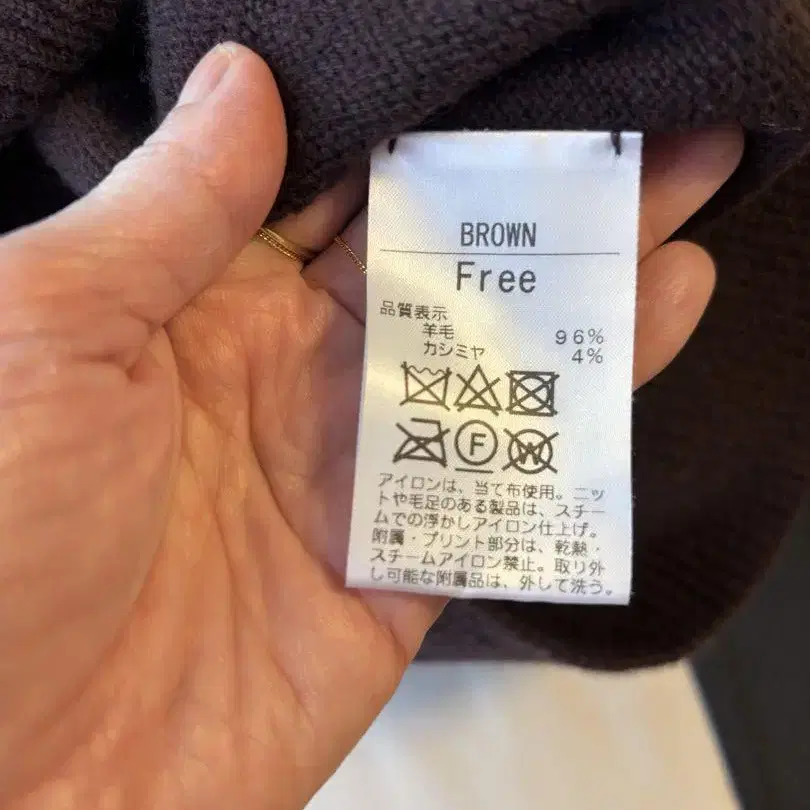 BROWN
Free
品質表示
羊毛 96%
カシミヤ 4%
F
W
アイロンは、当て布使用。ニッ
トや毛足のある製品は、スチー
ムでの浮かしアイロン仕上げ。
附属・プリント部分は、乾熱・
スチームアイロン禁止。取り外
し可能な附属品は、外して洗う。